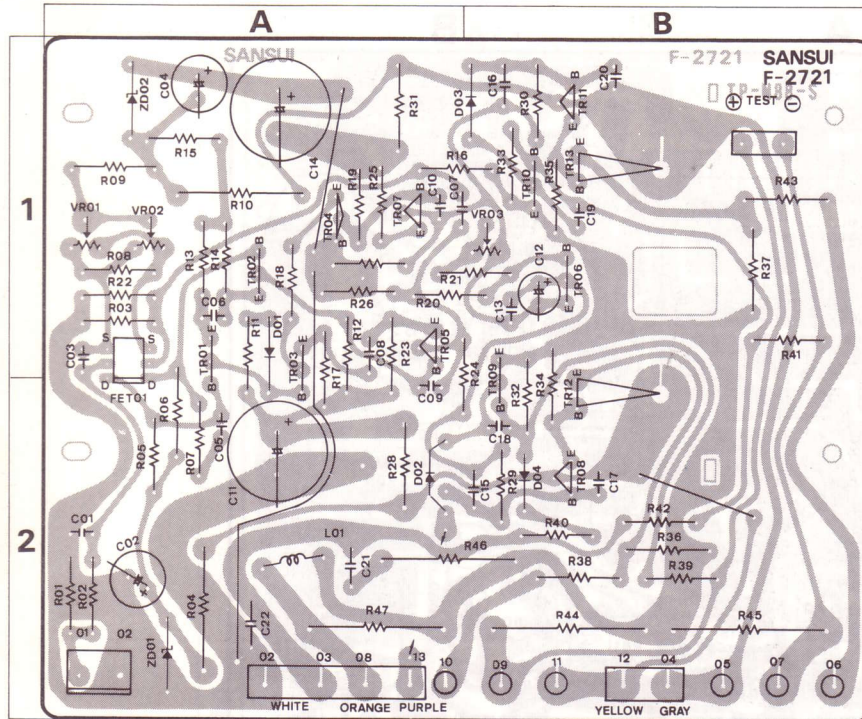 A B
SANSUI
F-2721 SANSUI
F-2721
⊕ TEST ⊖
1
2
ZD02 C04 C14 R31 D03 C16 R30 B TR11 E C20
R15 R09 R10 R19 R25 R16 R33 B TR10 E R35 B TR13 E R43
VR01 VR02 E TR04 B B TR07 E C10 C07 VR03 C19
R08 R13 R14 B TR02 E R18 R21 C12 B TR06 E R37
R22 R26 R20 C13
R03 C06
C03 S S E TR01 B R11 D01 TR03 E B R17 R12 C08 R23 B TR05 E R24 E TR09 B R32 R34 E TR12 B R41
D D C09
FET01 R06
R05 R07 C05 C11 R28 D02 C18
C15 R29 D04 E TR08 B C17
C01 R40 R42
C02 L01 C21 R46 R36
R01 R02 R04 R38 R39
C22 R47 R44 R45
01 02 ZD01
02 03 08 13 10 09 11 12 04 05 07 06
WHITE ORANGE PURPLE YELLOW GRAY